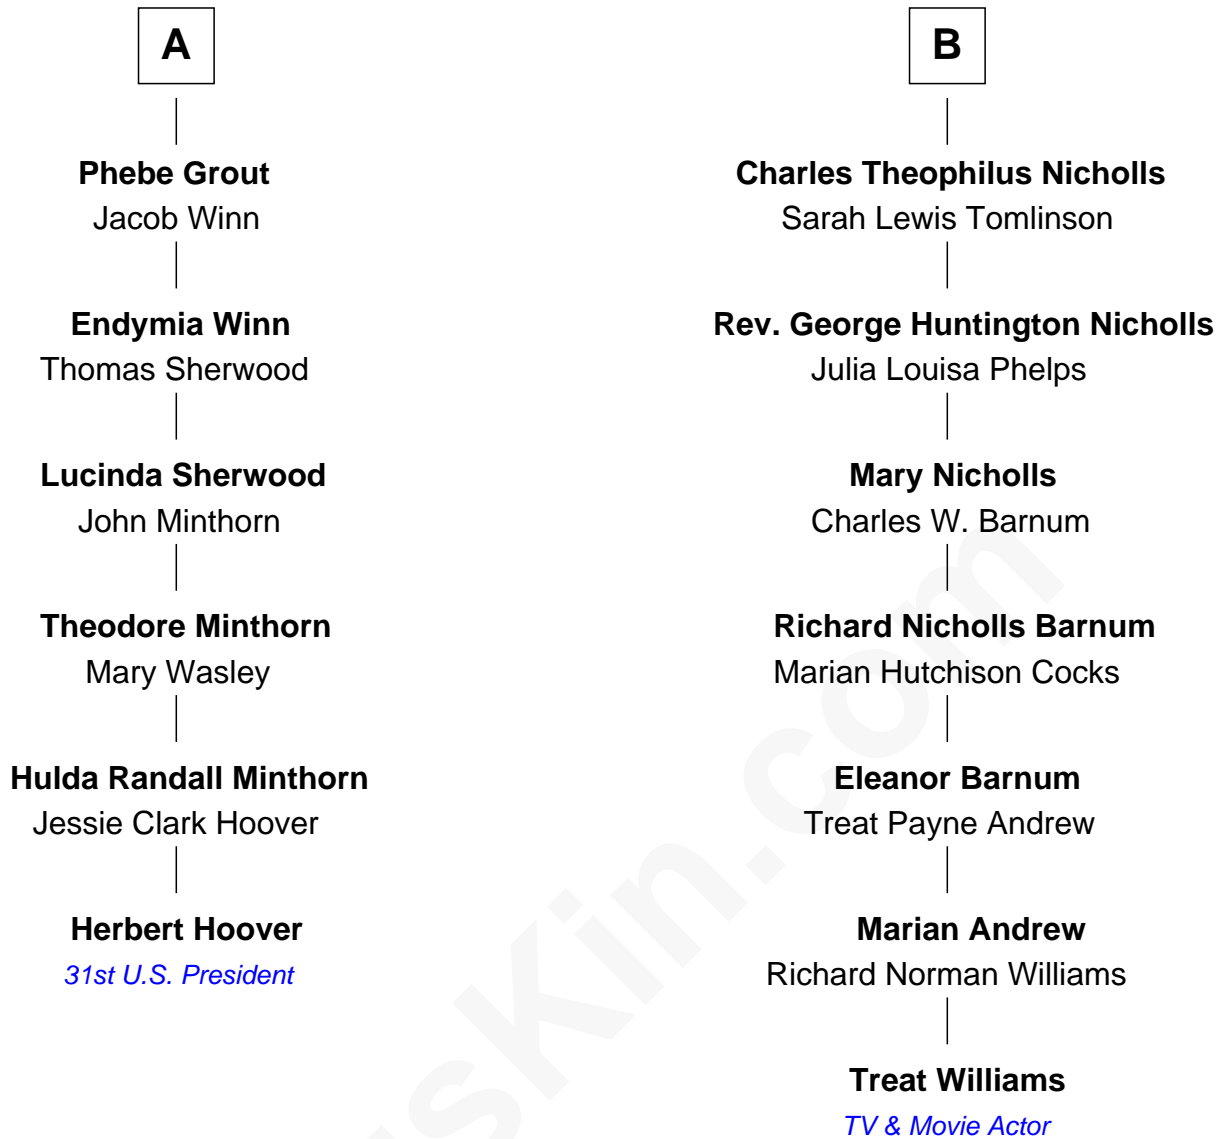 A
Phebe Grout
Jacob Winn
Endymia Winn
Thomas Sherwood
Lucinda Sherwood
John Minthorn
Theodore Minthorn
Mary Wasley
Hulda Randall Minthorn
Jessie Clark Hoover
Herbert Hoover
31st U.S. President
B
Charles Theophilus Nicholls
Sarah Lewis Tomlinson
Rev. George Huntington Nicholls
Julia Louisa Phelps
Mary Nicholls
Charles W. Barnum
Richard Nicholls Barnum
Marian Hutchison Cocks
Eleanor Barnum
Treat Payne Andrew
Marian Andrew
Richard Norman Williams
Treat Williams
TV & Movie Actor
sKin.com